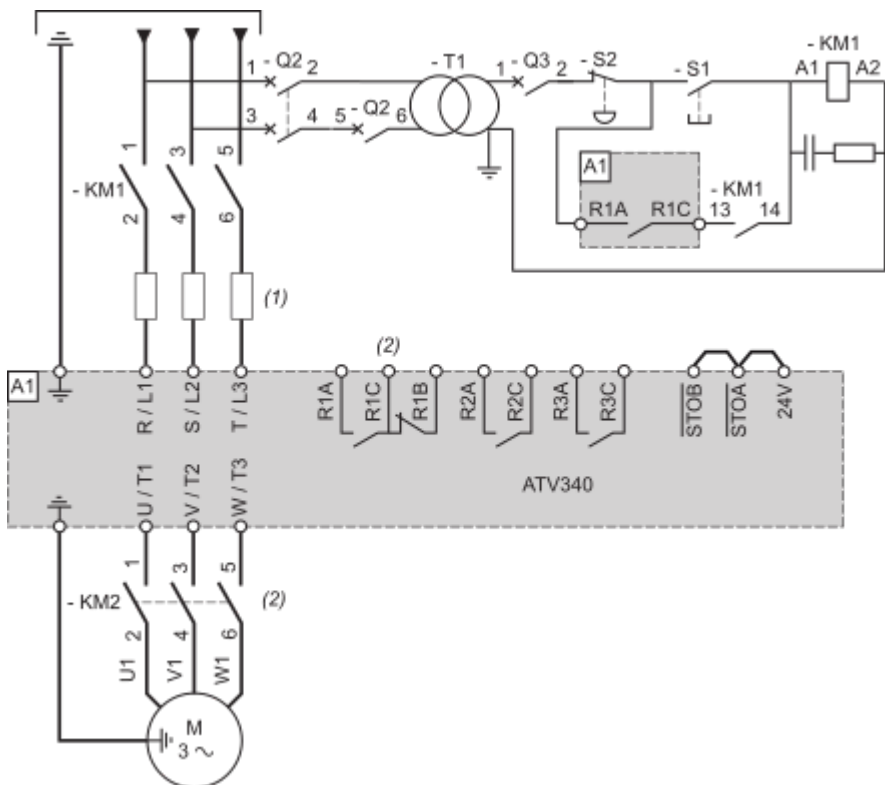 1 - Q2 2
- T1
1 - Q3 2
- S2
- S1
- KM1
A1 A2
3 4 5 - Q2 6
1 3 5
- KM1
2 4 6
A1
R1A R1C
- KM1
13 14
(1)
(2)
A1
R / L1
S / L2
T / L3
R1A
R1C
R1B
R2A
R2C
R3A
R3C
STOB
STOA
24V
U / T1
V / T2
W / T3
ATV340
1 3 5
- KM2
(2)
2 4 6
U1
V1
W1
M
3 ~